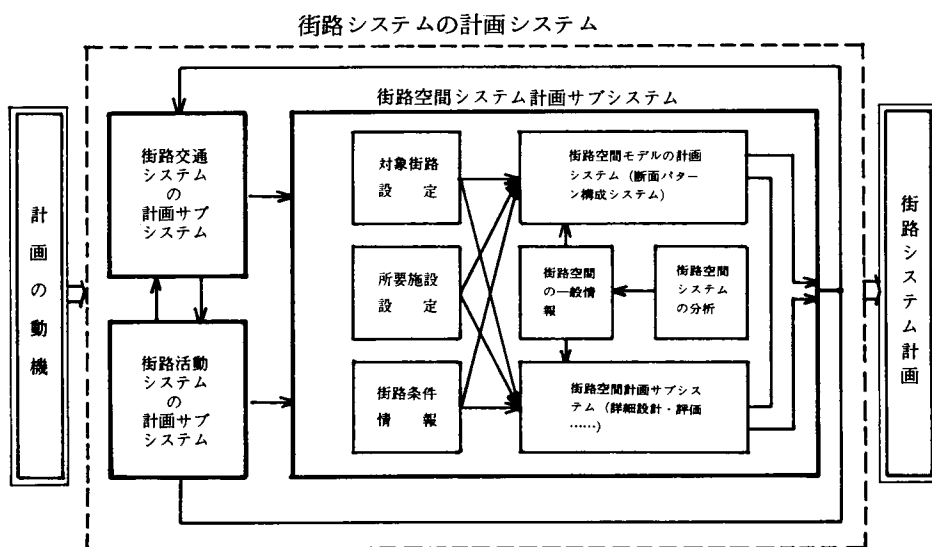 街路システムの計画システム
計画の動機
街路交通
システム
の
計画サブ
システム
街路活動
システム
の
計画サブ
システム
街路空間システム計画サブシステム
対象街路
設定
所要施設
設定
街路条件
情報
街路空間モデルの計画
システム（断面パター
ン構成システム）
街路空間
の一般情
報
街路空間
システム
の分析
街路空間計画サブシス
テム（詳細設計・評価
……）
街路システム計画